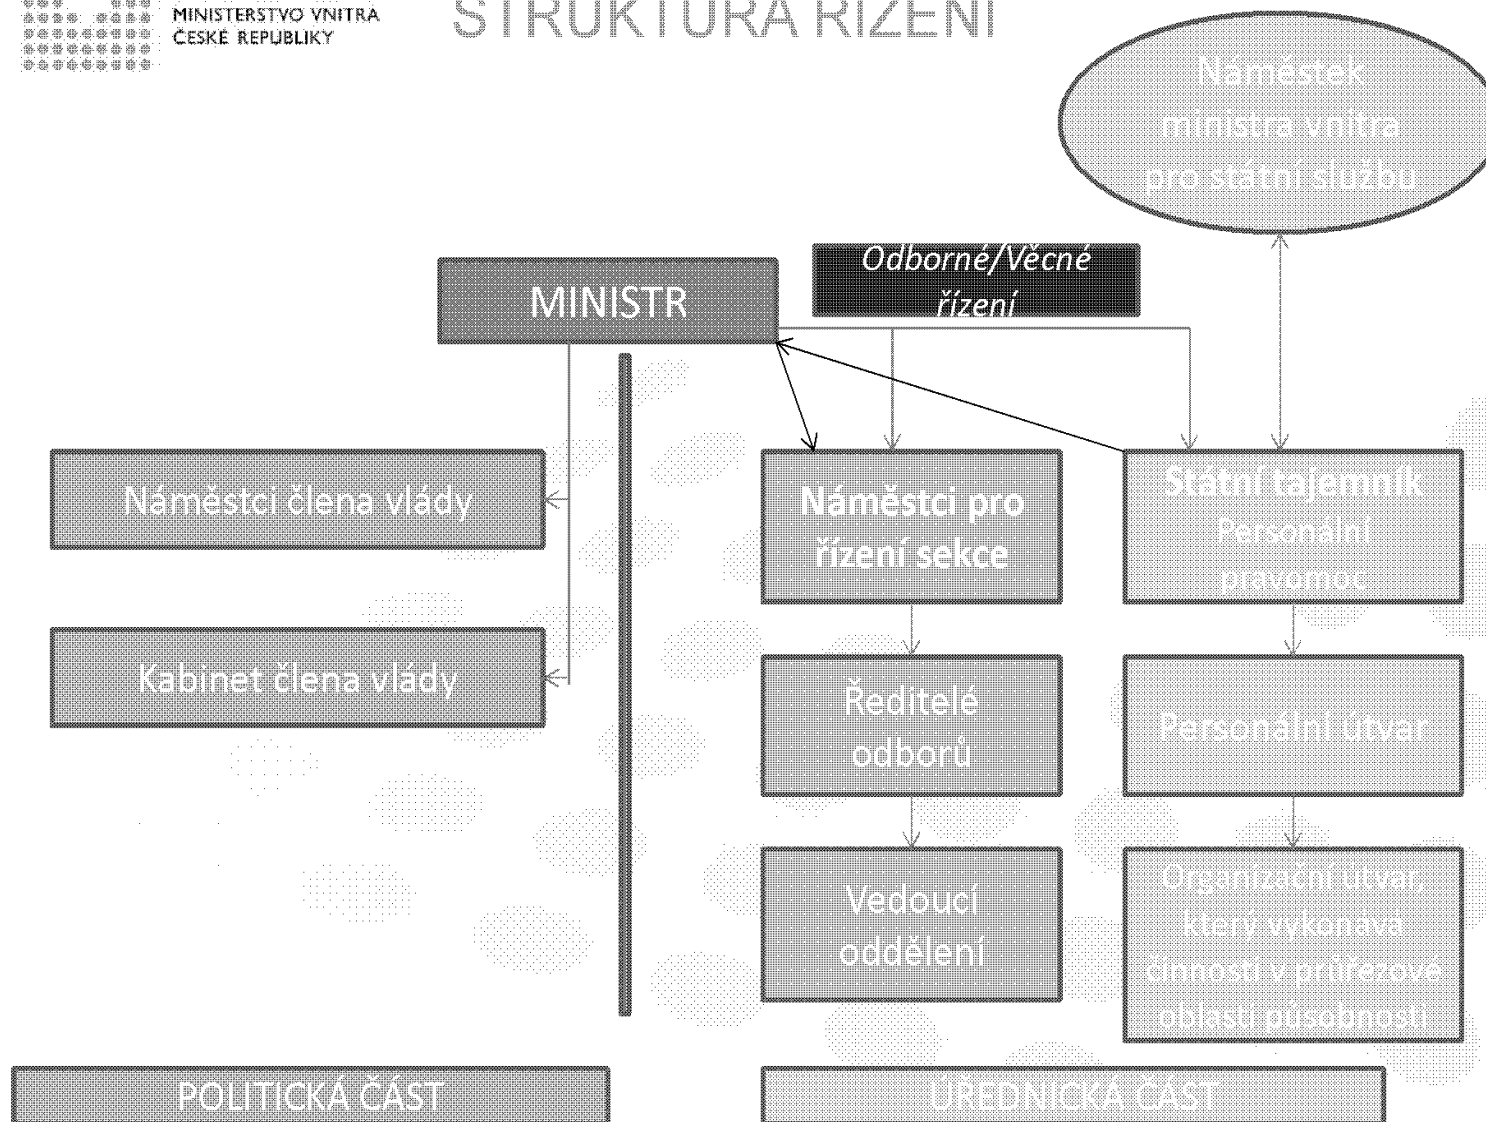 MINISTERSTVO VNITRA
ČESKÉ REPUBLIKY
STRUKTURA ŘÍZENÍ
Náměstek
ministra vnitra
pro státní službu
Odborné/Věcné
řízení
MINISTR
Náměstci člena vlády
Náměstci pro
řízení sekce
Státní tajemník
Personální
pravomoc
Kabinet člena vlády
Ředitelé
odborů
Personální útvar
Vedoucí
oddělení
Organizační útvar,
který vykonává
činnosti v průřezové
oblasti působnosti
POLITICKÁ ČÁST
ÚŘEDNICKÁ ČÁST